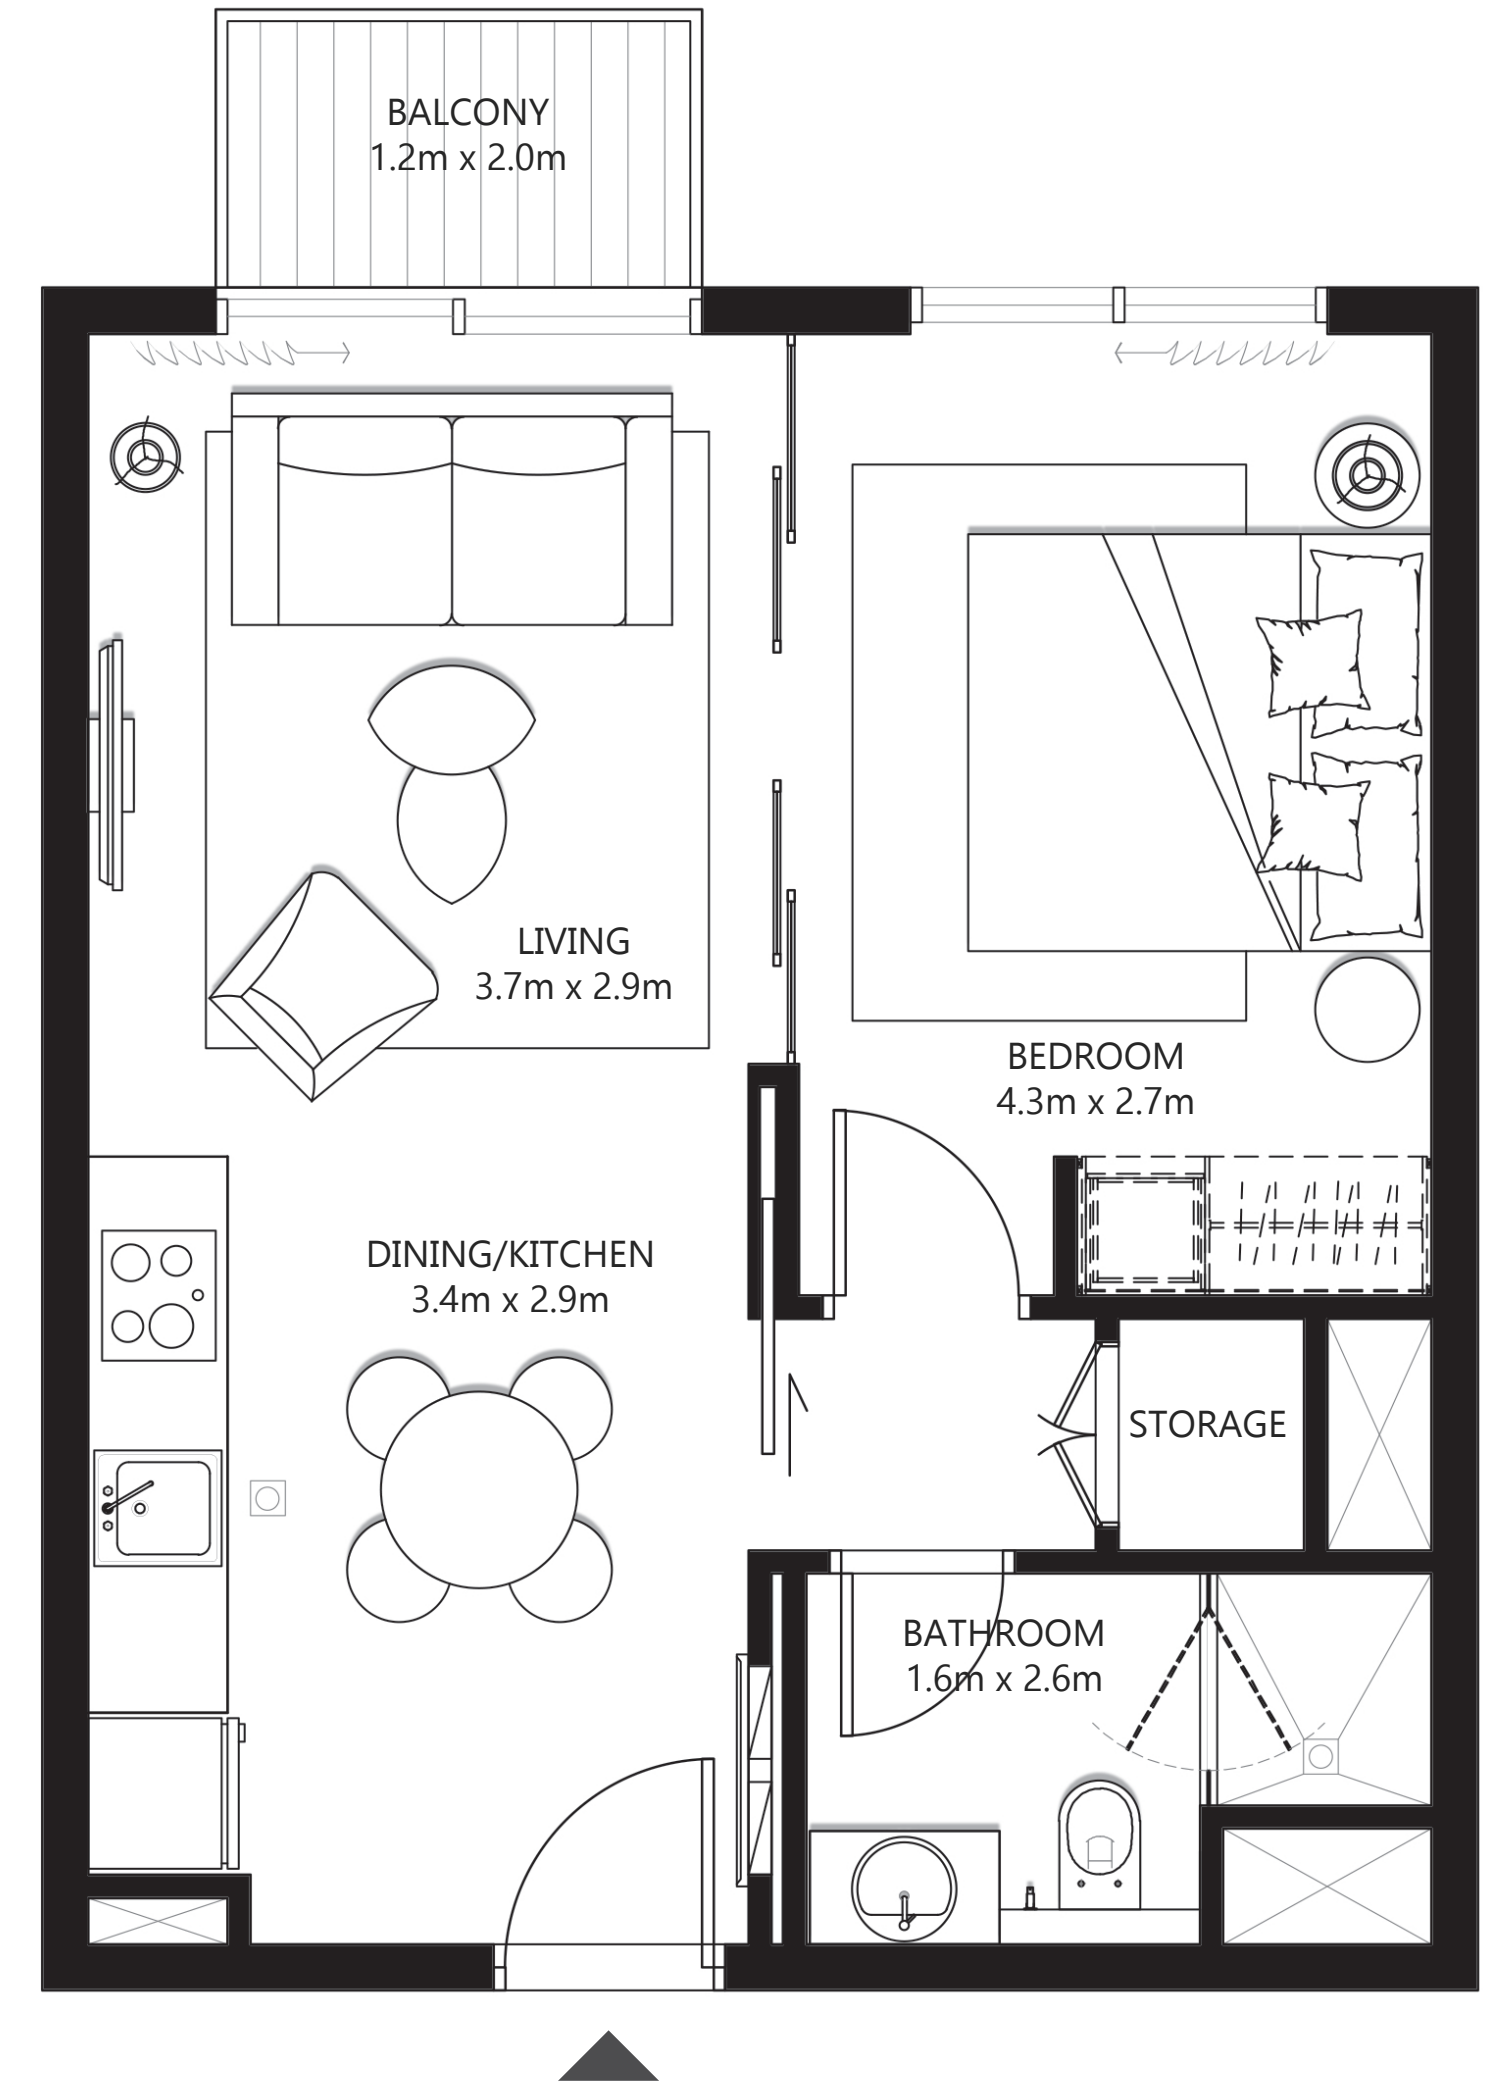 BALCONY
1.2m x 2.0m
LIVING
3.7m x 2.9m
BEDROOM
4.3m x 2.7m
DINING/KITCHEN
3.4m x 2.9m
STORAGE
BATHROOM
1.6m x 2.6m